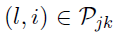 (l, i) ∈ 𝒫_{jk}